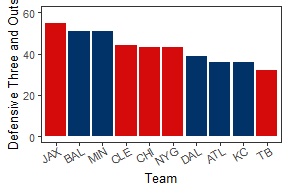 Defensive Three and Outs
60
40
20
0
JAX
BAL
MIN
CLE
CHI
NYG
DAL
ATL
KC
TB
Team